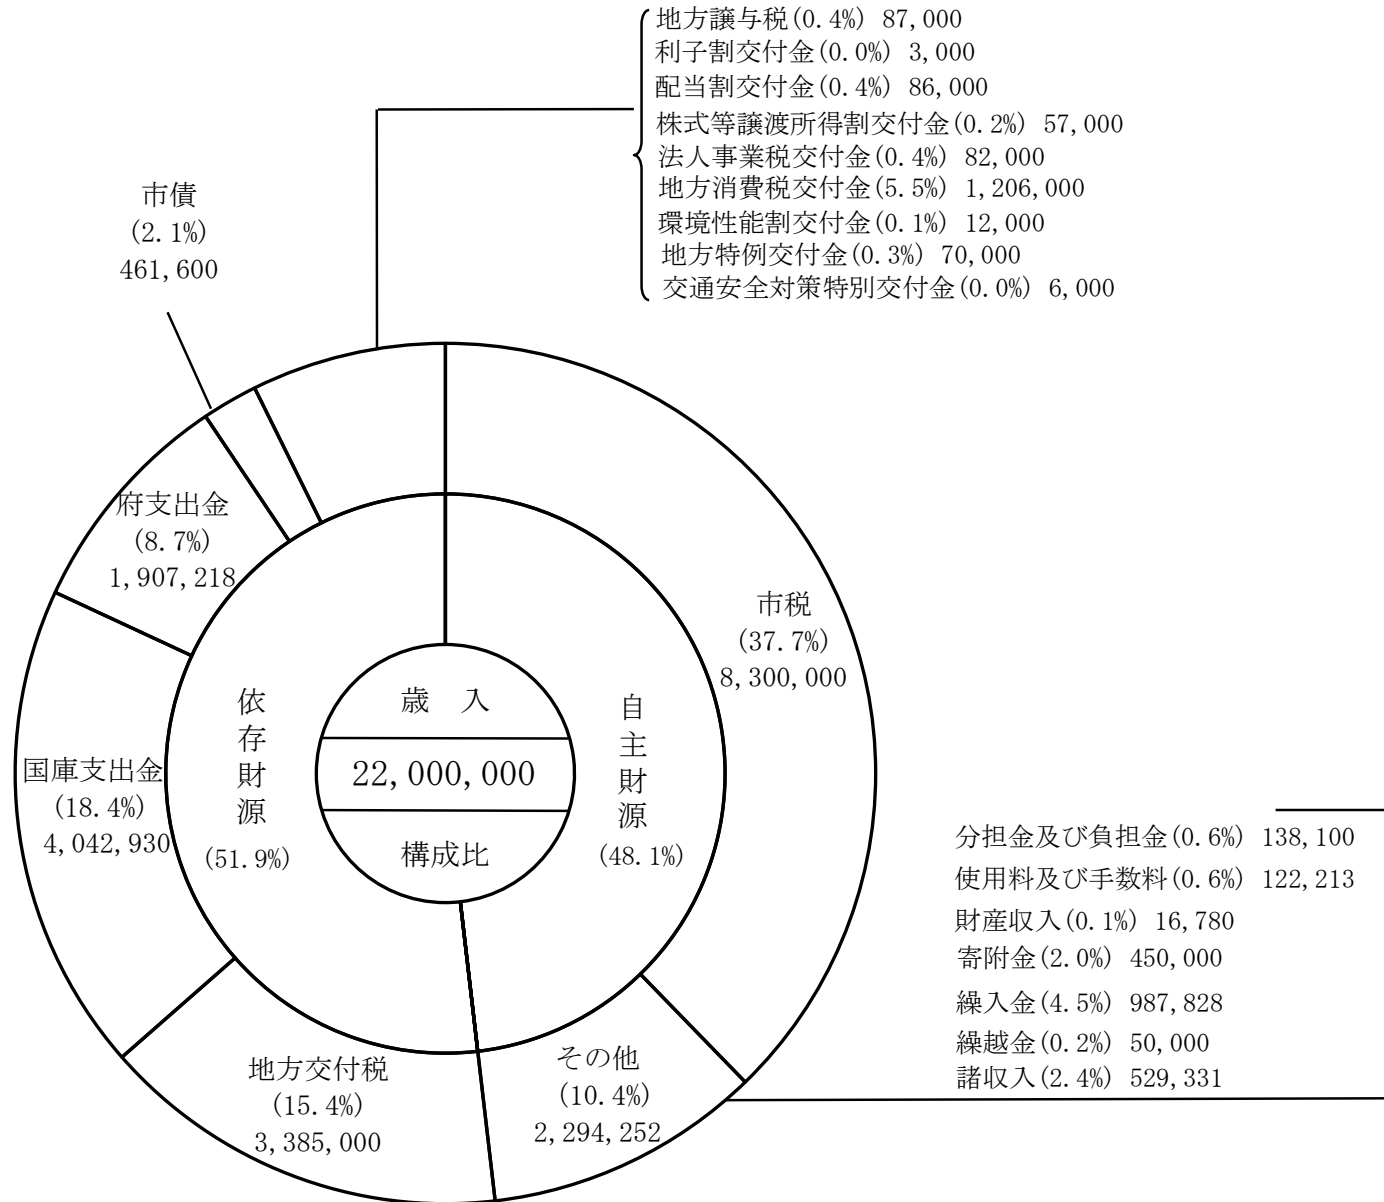 地方譲与税(0.4%) 87,000
利子割交付金(0.0%) 3,000
配当割交付金(0.4%) 86,000
株式等譲渡所得割交付金(0.2%) 57,000
法人事業税交付金(0.4%) 82,000
地方消費税交付金(5.5%) 1,206,000
環境性能割交付金(0.1%) 12,000
地方特例交付金(0.3%) 70,000
交通安全対策特別交付金(0.0%) 6,000
市債
(2.1%)
461,600
府支出金
(8.7%)
1,907,218
市税
(37.7%)
8,300,000
歳 入
22,000,000
構成比
依存財源
(51.9%)
自主財源
(48.1%)
国庫支出金
(18.4%)
4,042,930
分担金及び負担金(0.6%) 138,100
使用料及び手数料(0.6%) 122,213
財産収入(0.1%) 16,780
寄附金(2.0%) 450,000
繰入金(4.5%) 987,828
繰越金(0.2%) 50,000
諸収入(2.4%) 529,331
地方交付税
(15.4%)
3,385,000
その他
(10.4%)
2,294,252